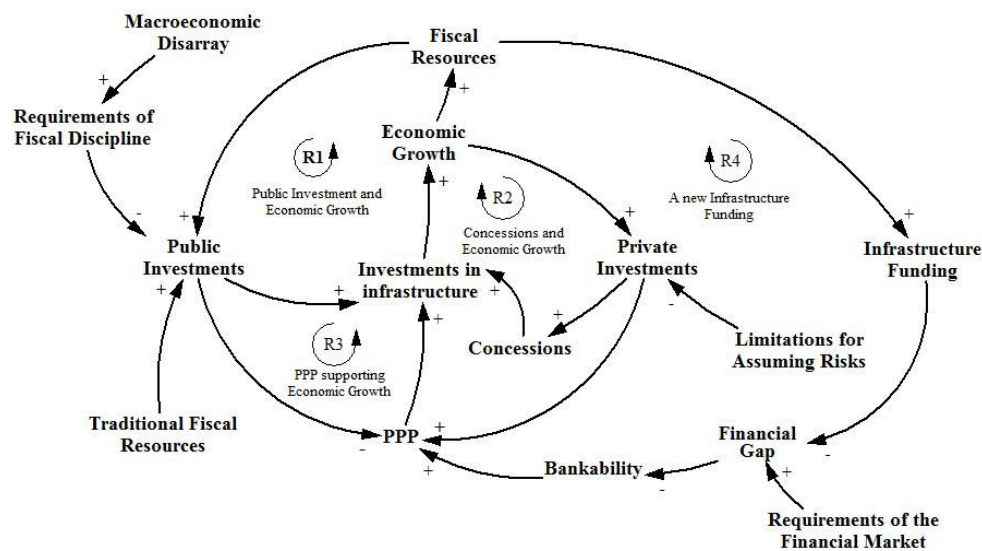 Macroeconomic
Disarray
Fiscal
Resources
+
+
Requirements of
Fiscal Discipline
Economic
Growth
R1
R4
+
Public Investment and
Economic Growth
R2
A new Infrastructure
Funding
-
+
Concessions and
Economic Growth
+
+
Public
Investments
Private
Investments
Infrastructure
Funding
Investments in
infrastructure
+
+
+
-
+
+
R3
Concessions
Limitations for
Assuming Risks
PPP supporting
Economic Growth
Traditional Fiscal
Resources
-
PPP
+
Financial
Gap
-
+
Bankability
-
+
Requirements of the
Financial Market